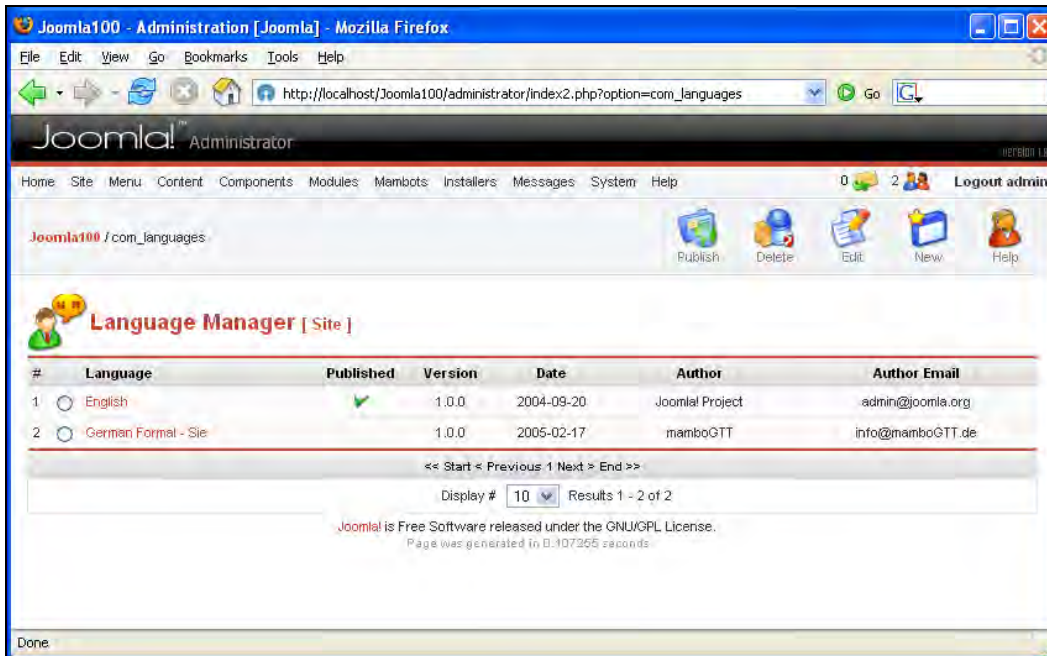 Joomla100 - Administration [Joomla] - Mozilla Firefox
File Edit View Go Bookmarks Tools Help
http://localhost/Joomla100/administrator/index2.php?option=com_languages Go G
Joomla!™ Administrator
version 1.0
Home Site Menu Content Components Modules Mambots Installers Messages System Help 0 2 Logout admin
Joomla100 / com_languages
Publish Delete Edit New Help
Language Manager [ Site ]
# Language Published Version Date Author Author Email
1 English 1.0.0 2004-09-20 Joomla! Project admin@joomla.org
2 German Formal - Sie 1.0.0 2005-02-17 mamboGTT info@mamboGTT.de
<< Start < Previous 1 Next > End >>
Display # 10 Results 1 - 2 of 2
Joomla! is Free Software released under the GNU/GPL License.
Page was generated in 0.107255 seconds
Done